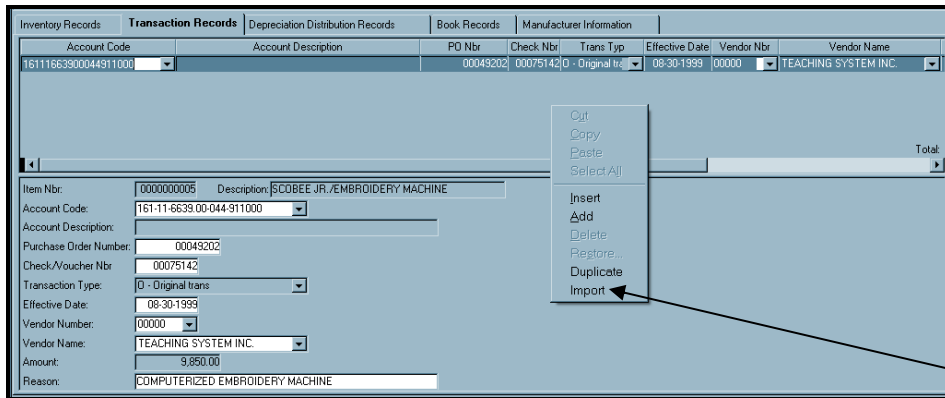 Inventory Records Transaction Records Depreciation Distribution Records Book Records Manufacturer Information
Account Code Account Description PO Nbr Check Nbr Trans Typ Effective Date Vendor Nbr Vendor Name
16111663900044911000 00049202 00075142 O - Original tra 08-30-1999 00000 TEACHING SYSTEM INC.
Cut
Copy
Paste
Select All
Insert
Add
Delete
Restore...
Duplicate
Import
Total:
Item Nbr: 0000000005 Description: SCOBEE JR./EMBROIDERY MACHINE
Account Code: 161-11-6639.00-044-911000
Account Description:
Purchase Order Number: 00049202
Check/Voucher Nbr 00075142
Transaction Type: O - Original trans
Effective Date: 08-30-1999
Vendor Number: 00000
Vendor Name: TEACHING SYSTEM INC.
Amount: 9,850.00
Reason: COMPUTERIZED EMBROIDERY MACHINE